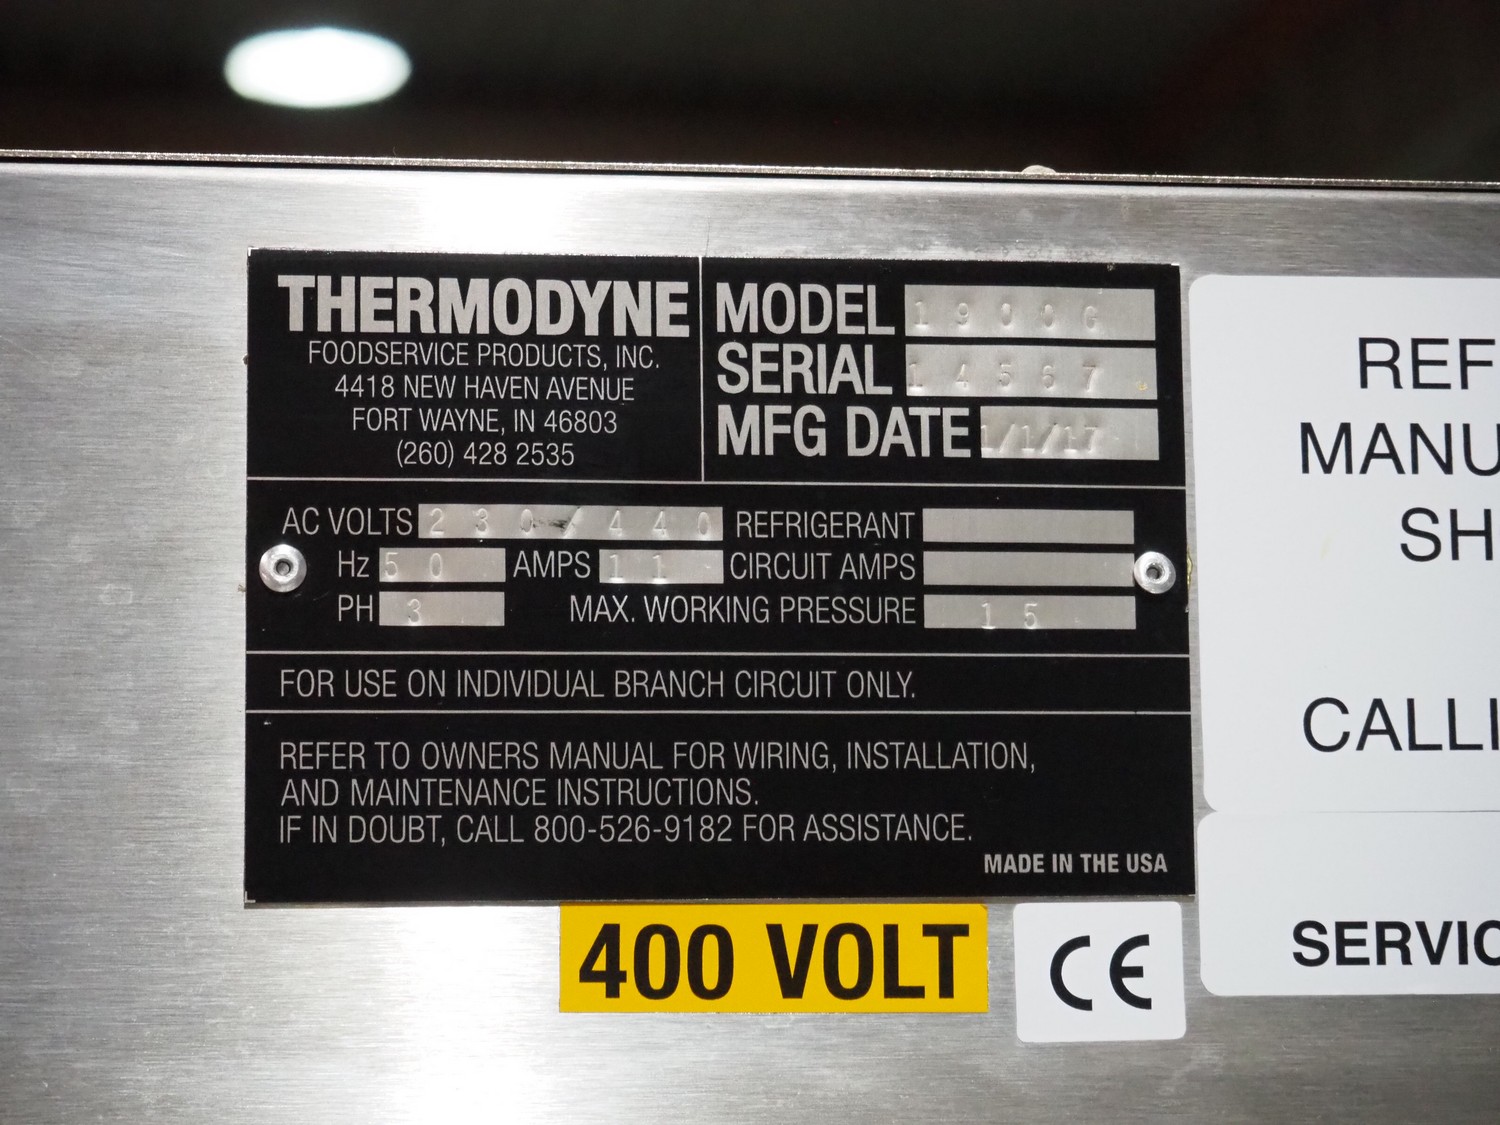 THERMODYNE
FOODSERVICE PRODUCTS, INC.
4418 NEW HAVEN AVENUE
FORT WAYNE, IN 46803
(260) 428 2535
MODEL 1900G
SERIAL 14567
MFG DATE 1/1/17
AC VOLTS 230/440 REFRIGERANT
Hz 50 AMPS 11 CIRCUIT AMPS
PH 3 MAX. WORKING PRESSURE 15
FOR USE ON INDIVIDUAL BRANCH CIRCUIT ONLY.
REFER TO OWNERS MANUAL FOR WIRING, INSTALLATION,
AND MAINTENANCE INSTRUCTIONS.
IF IN DOUBT, CALL 800-526-9182 FOR ASSISTANCE.
MADE IN THE USA
400 VOLT
CE
REF
MANU
SH
CALLI
SERVIC